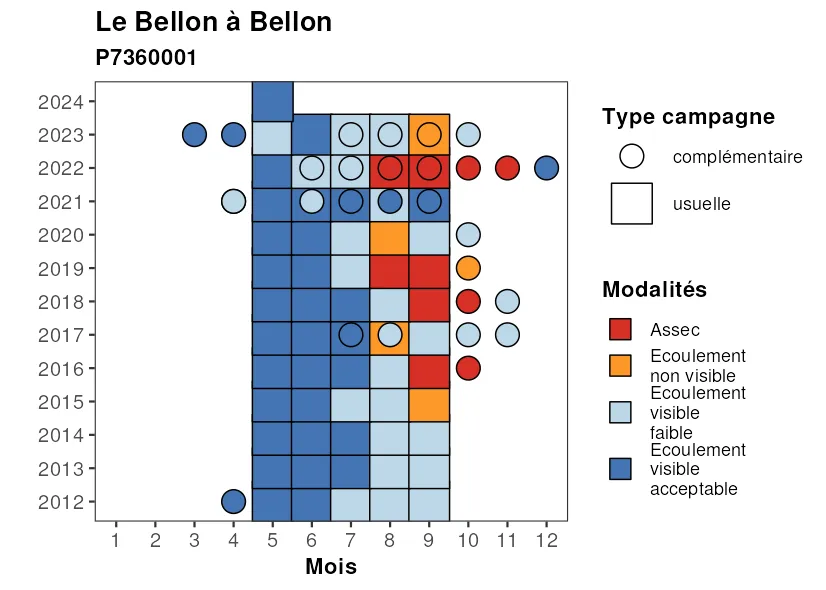 Le Bellon à Bellon
P7360001
2024
2023
2022
2021
2020
2019
2018
2017
2016
2015
2014
2013
2012
1 2 3 4 5 6 7 8 9 10 11 12
Mois
Type campagne
complémentaire
usuelle
Modalités
Assec
Ecoulement
non visible
Ecoulement
visible
faible
Ecoulement
visible
acceptable